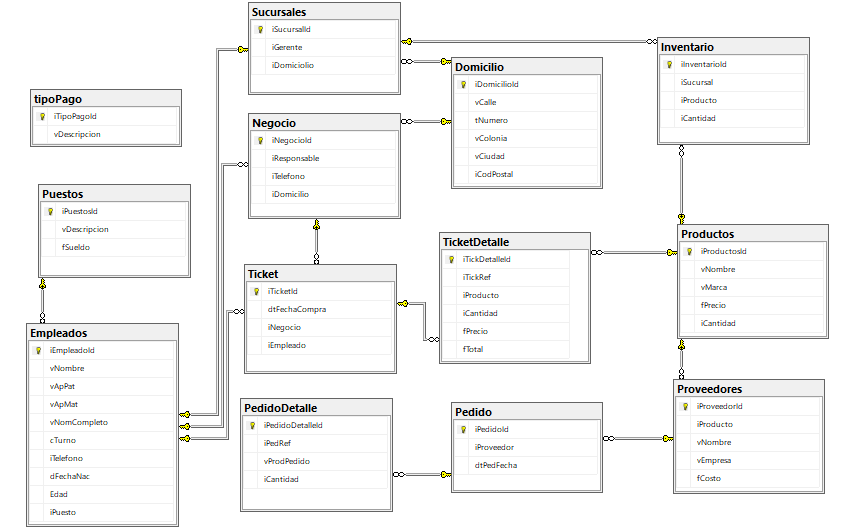 Sucursales
iSucursalId
iGerente
iDomiciolio
Inventario
iInventarioId
iSucursal
iProducto
iCantidad
Domicilio
iDomicilioId
vCalle
tNumero
vColonia
vCiudad
iCodPostal
tipoPago
iTipoPagoId
vDescripcion
Negocio
iNegocioId
iResponsable
iTelefono
iDomicilio
Puestos
iPuestosId
vDescripcion
fSueldo
TicketDetalle
iTickDetalleId
iTickRef
iProducto
iCantidad
fPrecio
fTotal
Productos
iProductosId
vNombre
vMarca
fPrecio
iCantidad
Ticket
iTicketId
dtFechaCompra
iNegocio
iEmpleado
Empleados
iEmpleadoId
vNombre
vApPat
vApMat
vNomCompleto
cTurno
iTelefono
dFechaNac
Edad
iPuesto
PedidoDetalle
iPedidoDetalleId
iPedRef
vProdPedido
iCantidad
Pedido
iPedidoId
iProveedor
dtPedFecha
Proveedores
iProveedorId
iProducto
vNombre
vEmpresa
fCosto